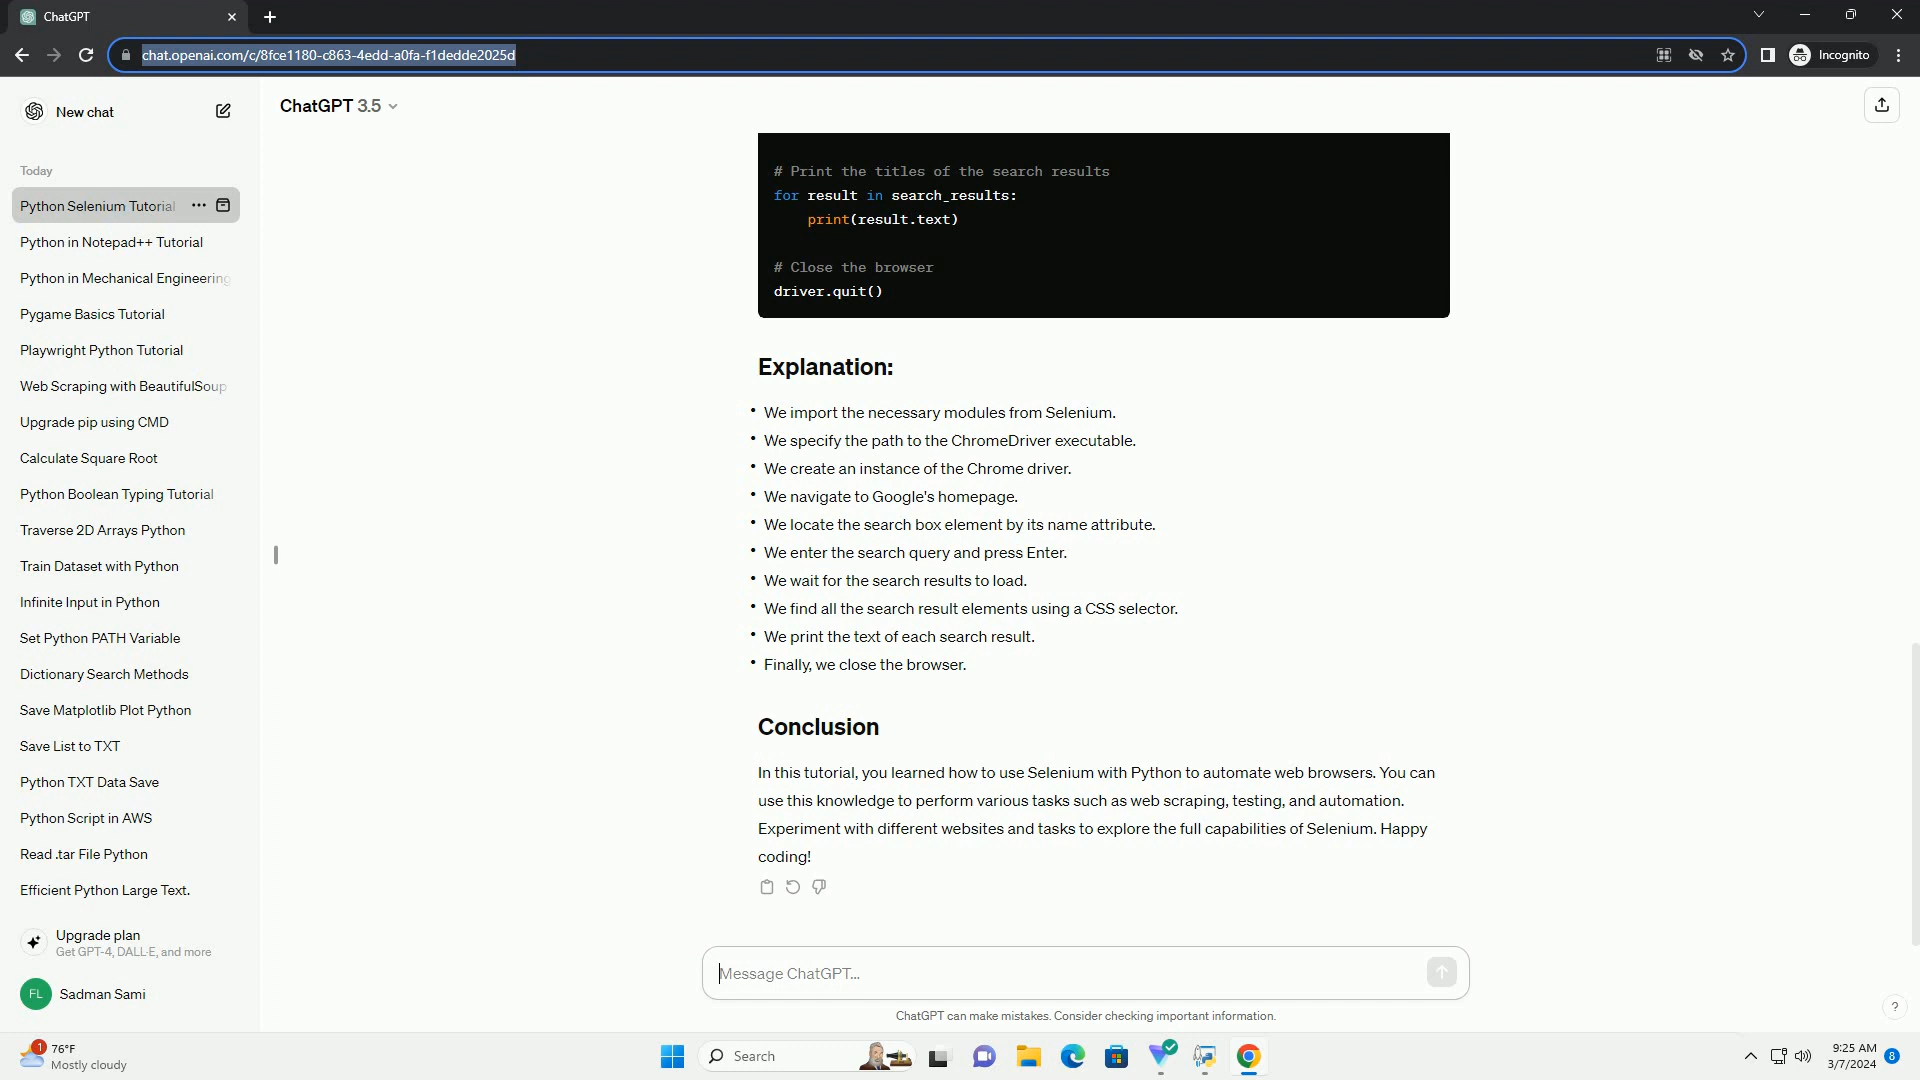 ChatGPT
chat.openai.com/c/8fce1180-c863-4edd-a0fa-f1dedde2025d
Incognito
New chat
ChatGPT 3.5
Today
Python Selenium Tutorial
Python in Notepad++ Tutorial
Python in Mechanical Engineering
Pygame Basics Tutorial
Playwright Python Tutorial
Web Scraping with BeautifulSoup
Upgrade pip using CMD
Calculate Square Root
Python Boolean Typing Tutorial
Traverse 2D Arrays Python
Train Dataset with Python
Infinite Input in Python
Set Python PATH Variable
Dictionary Search Methods
Save Matplotlib Plot Python
Save List to TXT
Python TXT Data Save
Python Script in AWS
Read .tar File Python
Efficient Python Large Text.
Upgrade plan
Get GPT-4, DALL·E, and more
FL
Sadman Sami
# Print the titles of the search results
for result in search_results:
print(result.text)
# Close the browser
driver.quit()
Explanation:
• We import the necessary modules from Selenium.
• We specify the path to the ChromeDriver executable.
• We create an instance of the Chrome driver.
• We navigate to Google's homepage.
• We locate the search box element by its name attribute.
• We enter the search query and press Enter.
• We wait for the search results to load.
• We find all the search result elements using a CSS selector.
• We print the text of each search result.
• Finally, we close the browser.
Conclusion
In this tutorial, you learned how to use Selenium with Python to automate web browsers. You can
use this knowledge to perform various tasks such as web scraping, testing, and automation.
Experiment with different websites and tasks to explore the full capabilities of Selenium. Happy
coding!
Message ChatGPT...
ChatGPT can make mistakes. Consider checking important information.
?
1
76°F
Mostly cloudy
Search
9:25 AM
3/7/2024
8